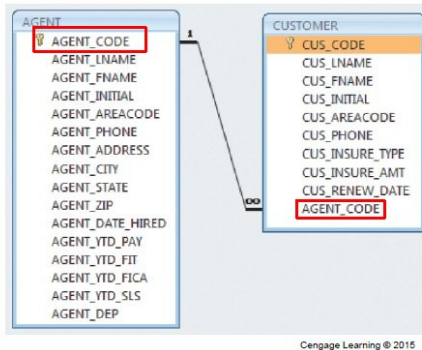 AGENT
AGENT_CODE
AGENT_LNAME
AGENT_FNAME
AGENT_INITIAL
AGENT_AREACODE
AGENT_PHONE
AGENT_ADDRESS
AGENT_CITY
AGENT_STATE
AGENT_ZIP
AGENT_DATE_HIRED
AGENT_YTD_PAY
AGENT_YTD_FIT
AGENT_YTD_FICA
AGENT_YTD_SLS
AGENT_DEP
1
∞
CUSTOMER
CUS_CODE
CUS_LNAME
CUS_FNAME
CUS_INITIAL
CUS_AREACODE
CUS_PHONE
CUS_INSURE_TYPE
CUS_INSURE_AMT
CUS_RENEW_DATE
AGENT_CODE
Cengage Learning © 2015